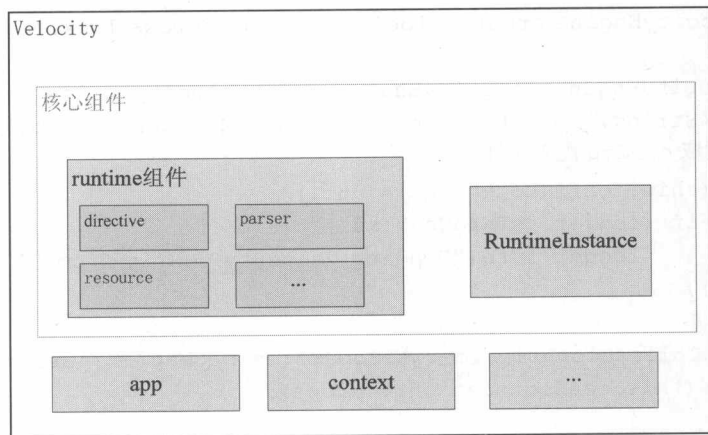 Velocity
核心组件
runtime组件
directive
parser
resource
...
RuntimeInstance
app
context
...